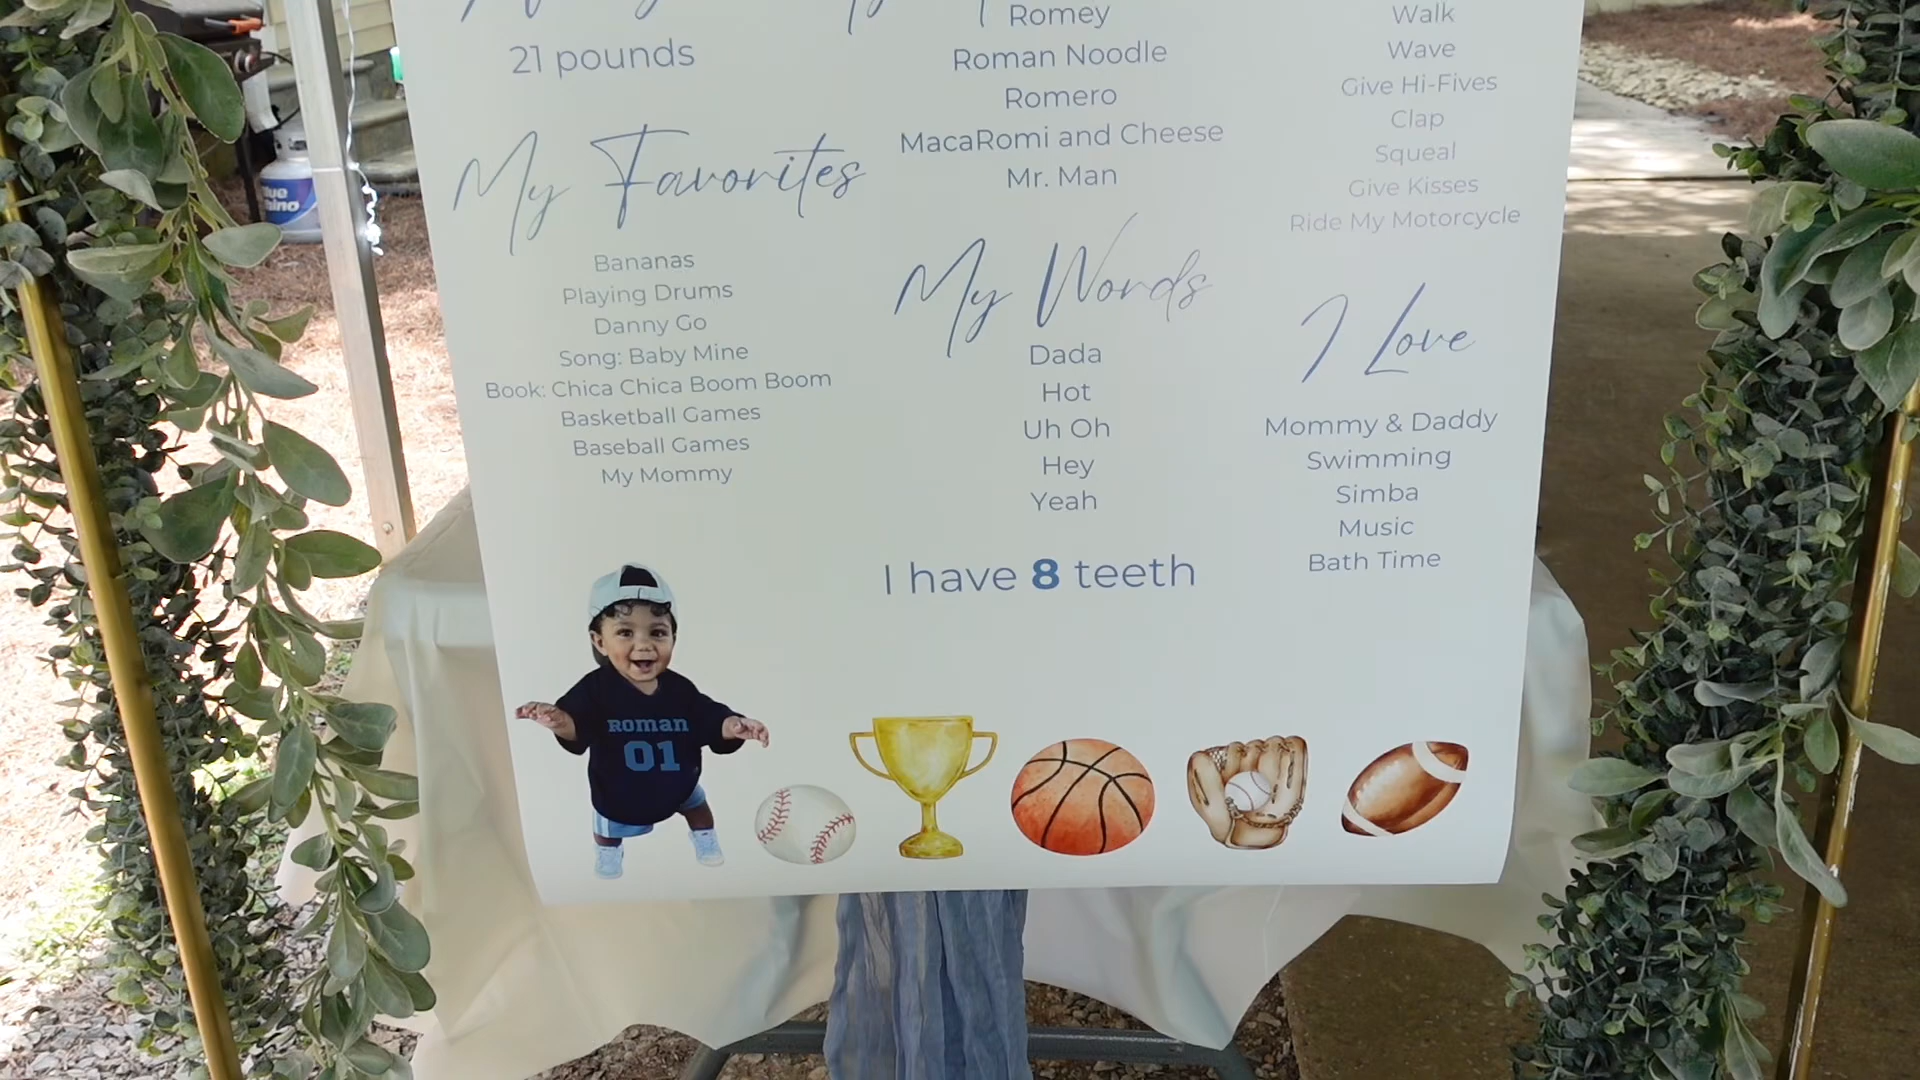 21 pounds
My Favorites
Bananas
Playing Drums
Danny Go
Song: Baby Mine
Book: Chica Chica Boom Boom
Basketball Games
Baseball Games
My Mommy
Romey
Roman Noodle
Romero
MacaRomi and Cheese
Mr. Man
My Words
Dada
Hot
Uh Oh
Hey
Yeah
I have 8 teeth
Walk
Wave
Give Hi-Fives
Clap
Squeal
Give Kisses
Ride My Motorcycle
I Love
Mommy & Daddy
Swimming
Simba
Music
Bath Time
ROMAN
01